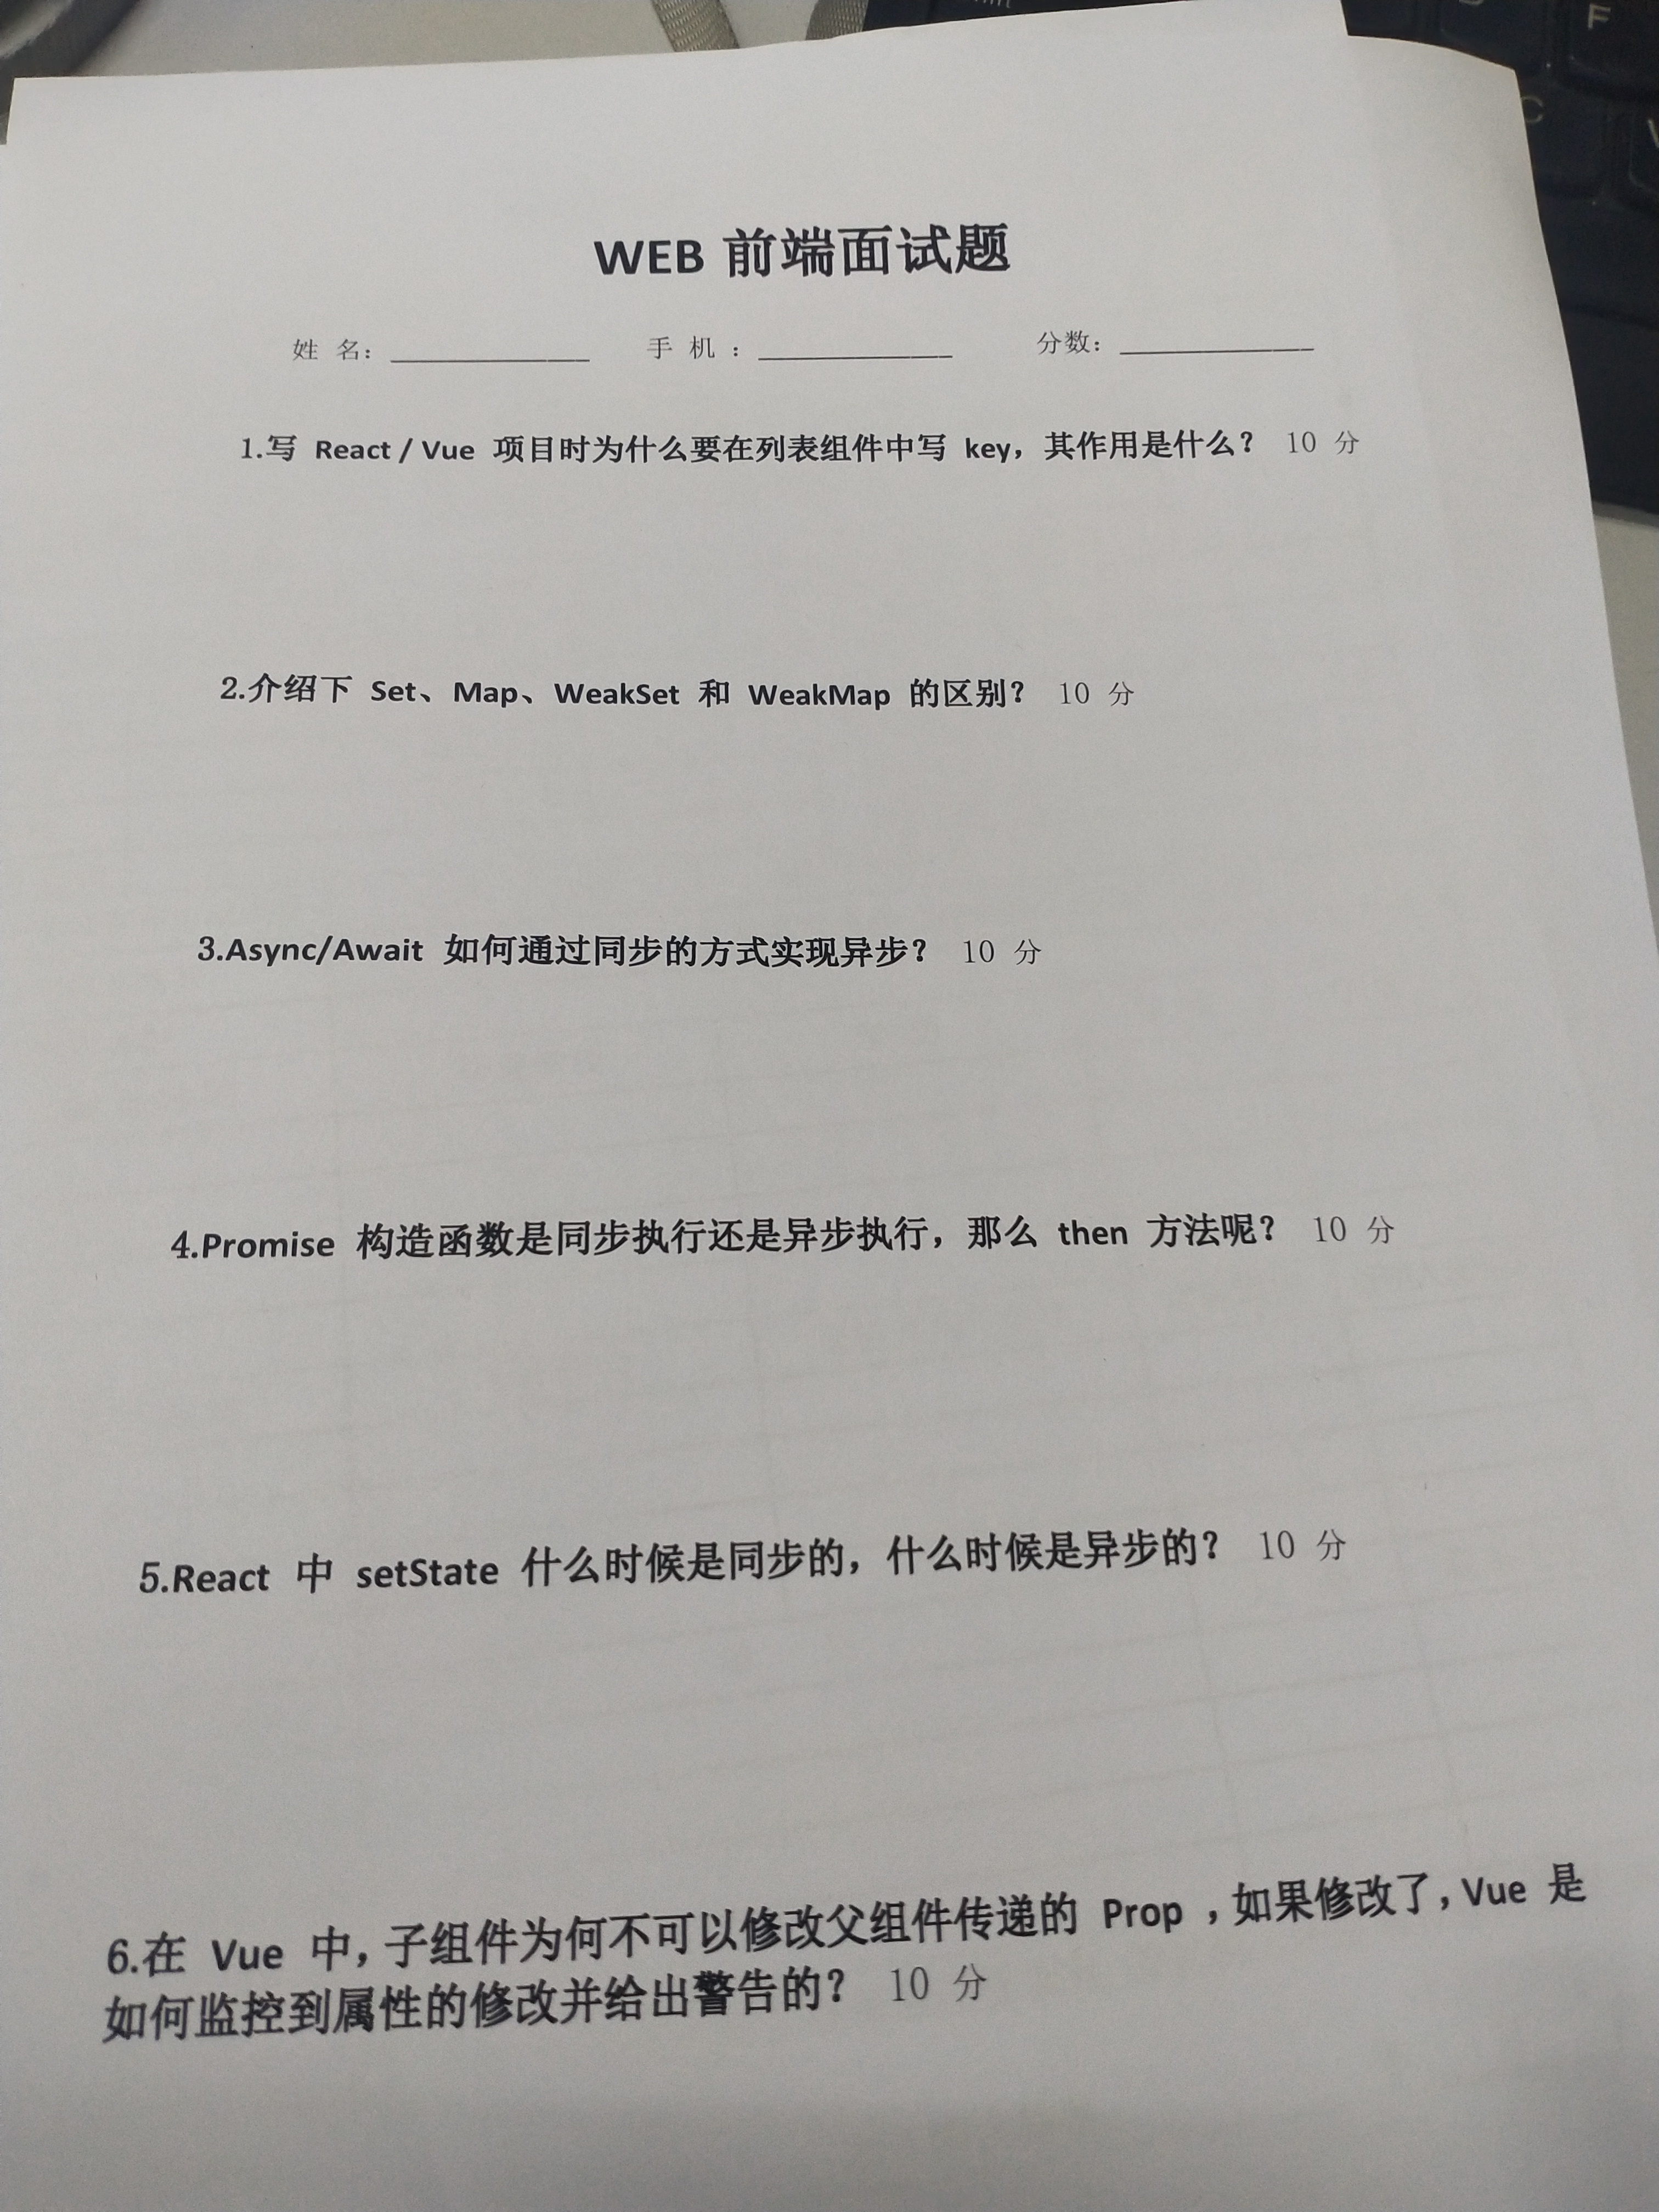 WEB 前端面试题
姓 名：____________ 手 机 ：____________ 分数：____________
1.写 React / Vue 项目时为什么要在列表组件中写 key，其作用是什么？ 10 分
2.介绍下 Set、Map、WeakSet 和 WeakMap 的区别？ 10 分
3.Async/Await 如何通过同步的方式实现异步？ 10 分
4.Promise 构造函数是同步执行还是异步执行，那么 then 方法呢？ 10 分
5.React 中 setState 什么时候是同步的，什么时候是异步的？ 10 分
6.在 Vue 中，子组件为何不可以修改父组件传递的 Prop ，如果修改了，Vue 是
如何监控到属性的修改并给出警告的？ 10 分